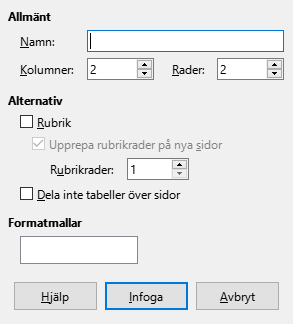 Allmänt
Namn:
Kolumner: 2 Rader: 2
Alternativ
Rubrik
Upprepa rubrikrader på nya sidor
Rubrikrader: 1
Dela inte tabeller över sidor
Formatmallar
Hjälp Infoga Avbryt